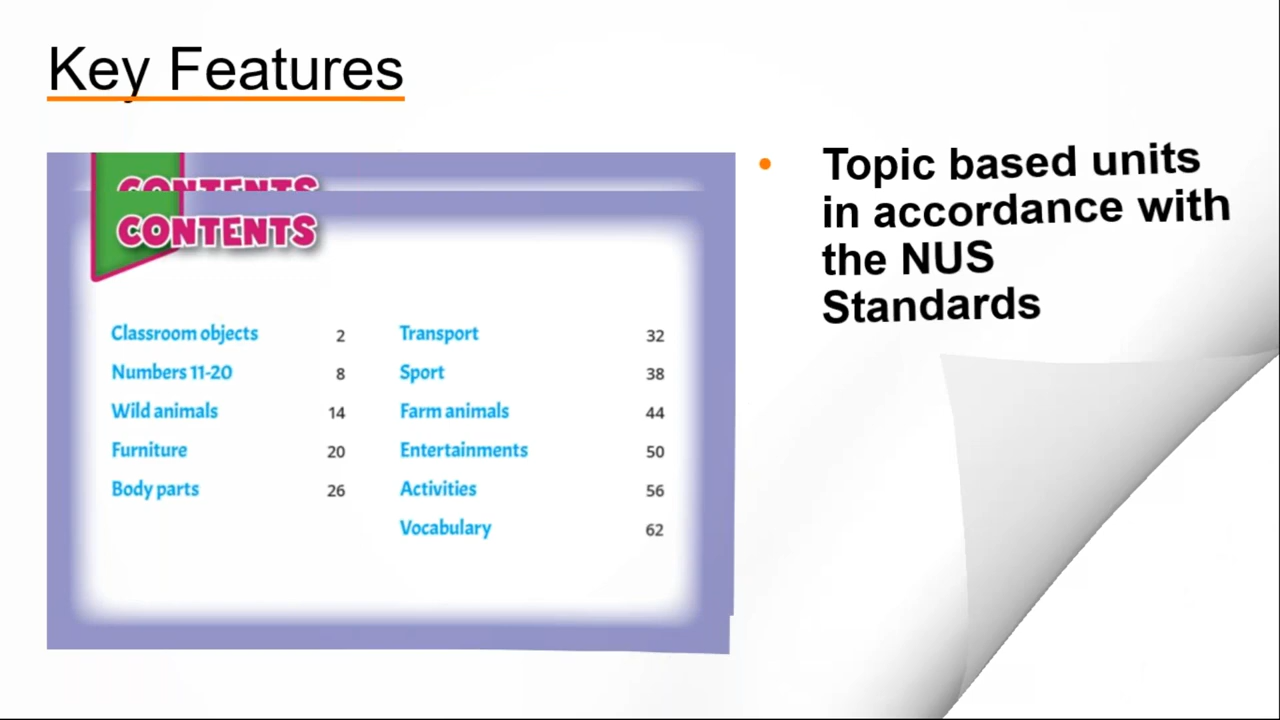 Key Features
CONTENTS
CONTENTS
Classroom objects 2
Numbers 11-20 8
Wild animals 14
Furniture 20
Body parts 26
Transport 32
Sport 38
Farm animals 44
Entertainments 50
Activities 56
Vocabulary 62
• Topic based units
in accordance with
the NUS
Standards